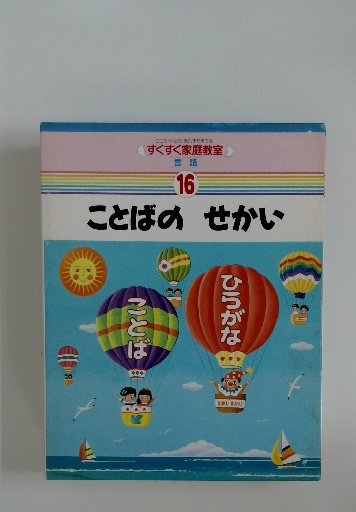 すくすく家庭教室
言語
16
ことばの せかい
ことば
ひらがな